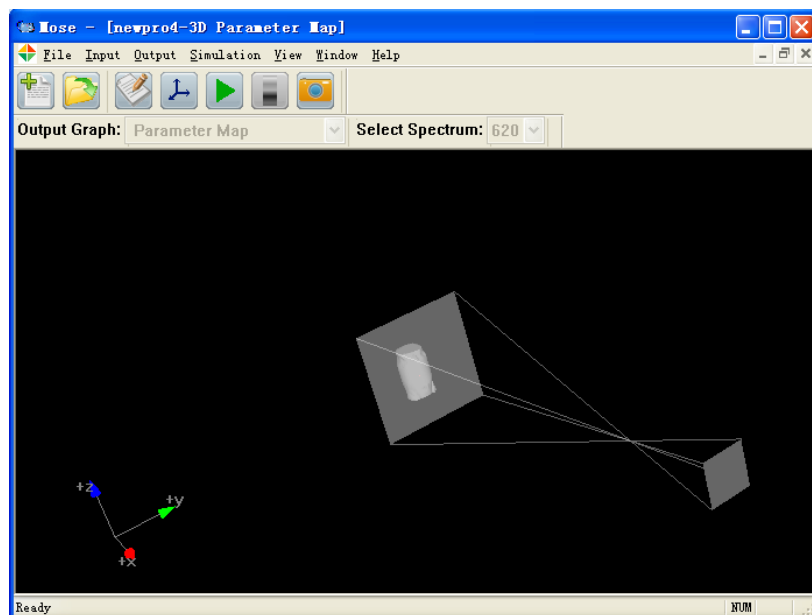 Mose - [newpro4-3D Parameter Map]
File Input Output Simulation View Window Help
Output Graph: Parameter Map Select Spectrum: 620
+z
+y
+x
Ready NUM